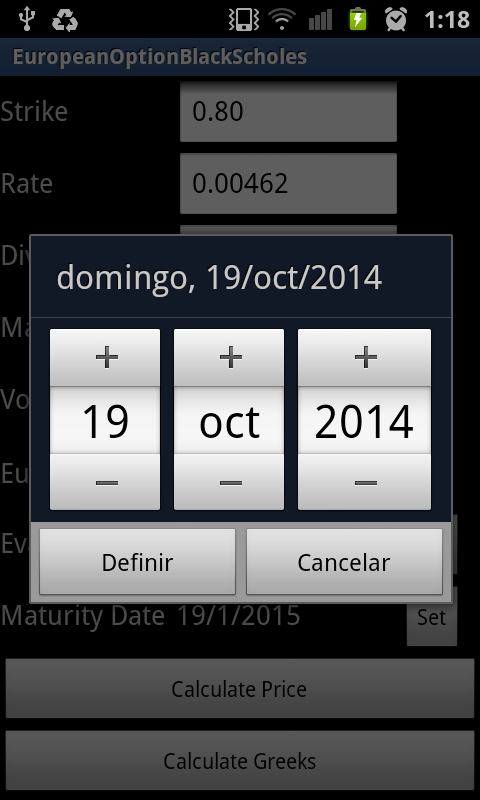 1:18
EuropeanOptionBlackScholes
Strike 0.80
Rate 0.00462
domingo, 19/oct/2014
+ + +
19 oct 2014
− − −
Definir Cancelar
Maturity Date 19/1/2015 Set
Calculate Price
Calculate Greeks